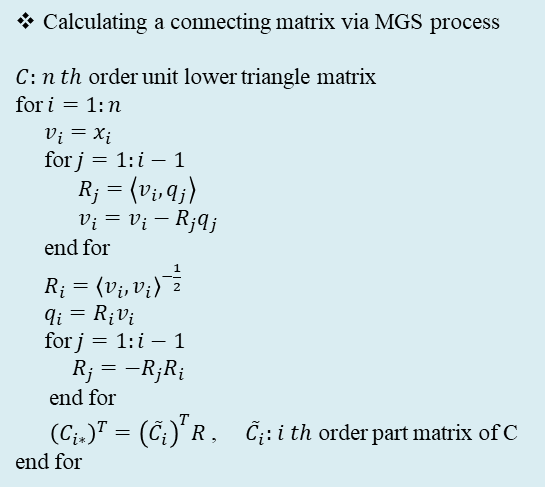 ❖ Calculating a connecting matrix via MGS process
C: n th order unit lower triangle matrix
for i = 1: n
v_i = x_i
for j = 1: i − 1
R_j = ⟨v_i, q_j⟩
v_i = v_i − R_j q_j
end for
R_i = ⟨v_i, v_i⟩^{−1/2}
q_i = R_i v_i
for j = 1: i − 1
R_j = −R_j R_i
end for
(C_{i*})^T = (C̃_i)^T R , C̃_i: i th order part matrix of C
end for